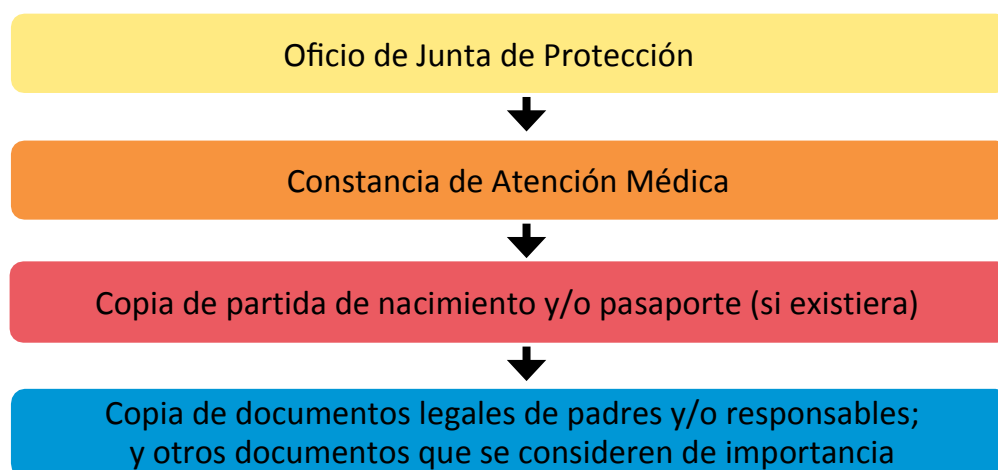 Oficio de Junta de Protección
Constancia de Atención Médica
Copia de partida de nacimiento y/o pasaporte (si existiera)
Copia de documentos legales de padres y/o responsables;
y otros documentos que se consideren de importancia